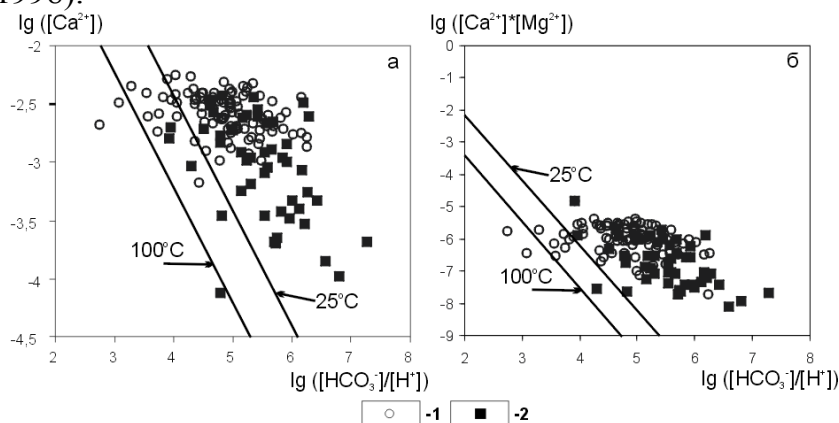 1996).
lg ([Ca²⁺])
-2
-2,5
-3
-3,5
-4
-4,5
2 3 4 5 6 7 8
lg ([HCO₃⁻]/[H⁺])
а
100°C
25°C
lg ([Ca²⁺]*[Mg²⁺])
0
-1
-2
-3
-4
-5
-6
-7
-8
-9
2 3 4 5 6 7 8
lg ([HCO₃⁻]/[H⁺])
б
25°C
100°C
-1 -2